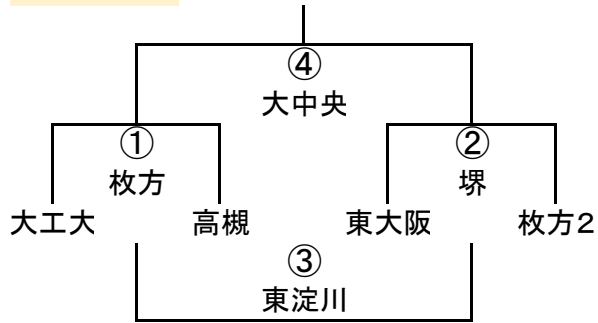 ④
大中央
① ②
枚方 堺
大工大 高槻 東大阪 枚方２
③
東淀川